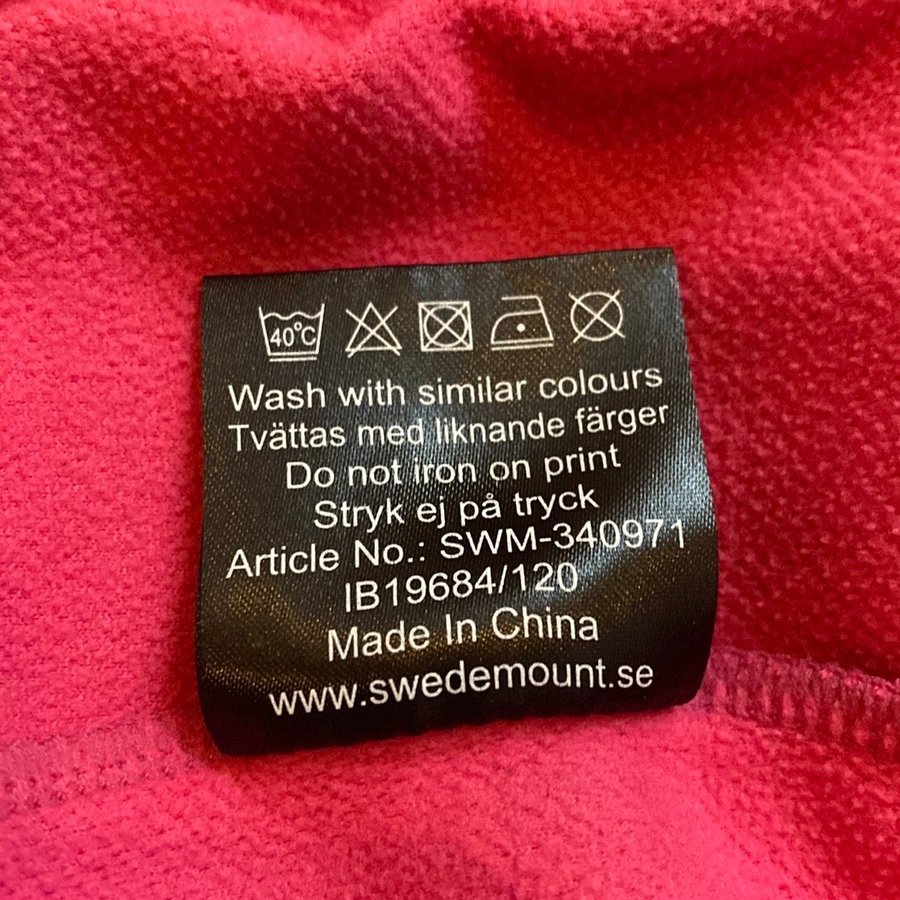 40°C
Wash with similar colours
Tvättas med liknande färger
Do not iron on print
Stryk ej på tryck
Article No.: SWM-340971
IB19684/120
Made In China
www.swedemount.se